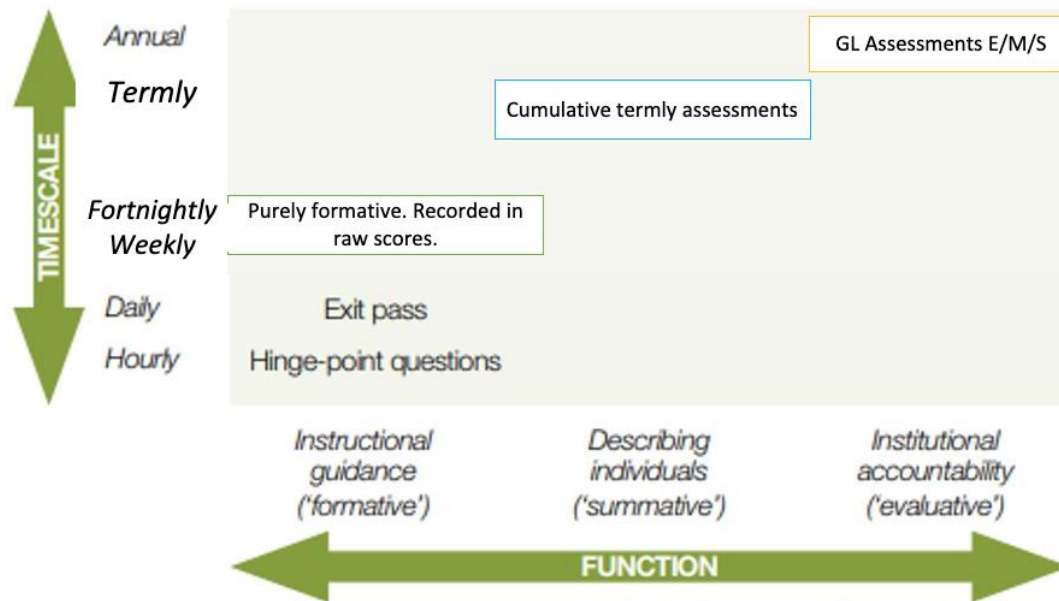 Annual
GL Assessments E/M/S
Termly
Cumulative termly assessments
TIMESCALE
Fortnightly
Weekly
Purely formative. Recorded in
raw scores.
Daily
Exit pass
Hourly
Hinge-point questions
Instructional
guidance
(‘formative’)
Describing
individuals
(‘summative’)
Institutional
accountability
(‘evaluative’)
FUNCTION